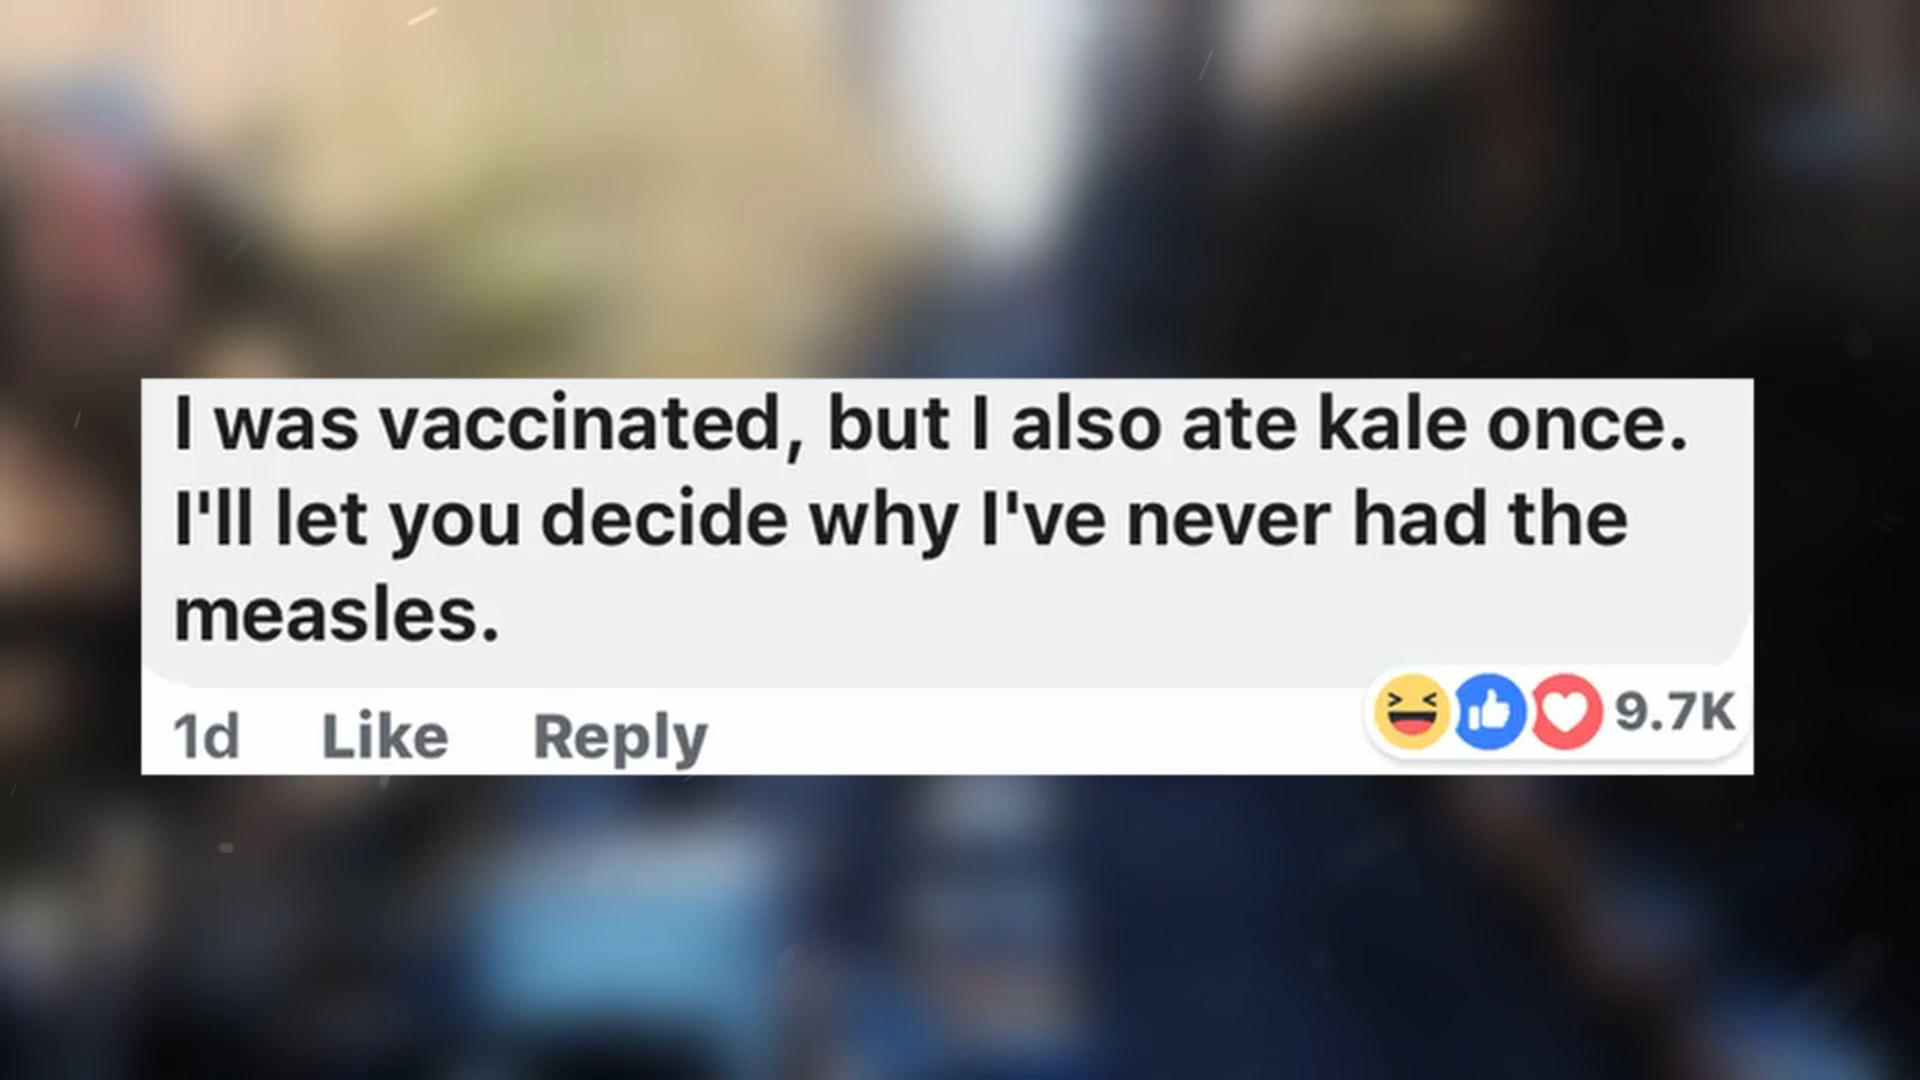 I was vaccinated, but I also ate kale once.
I'll let you decide why I've never had the
measles.
1d Like Reply 9.7K